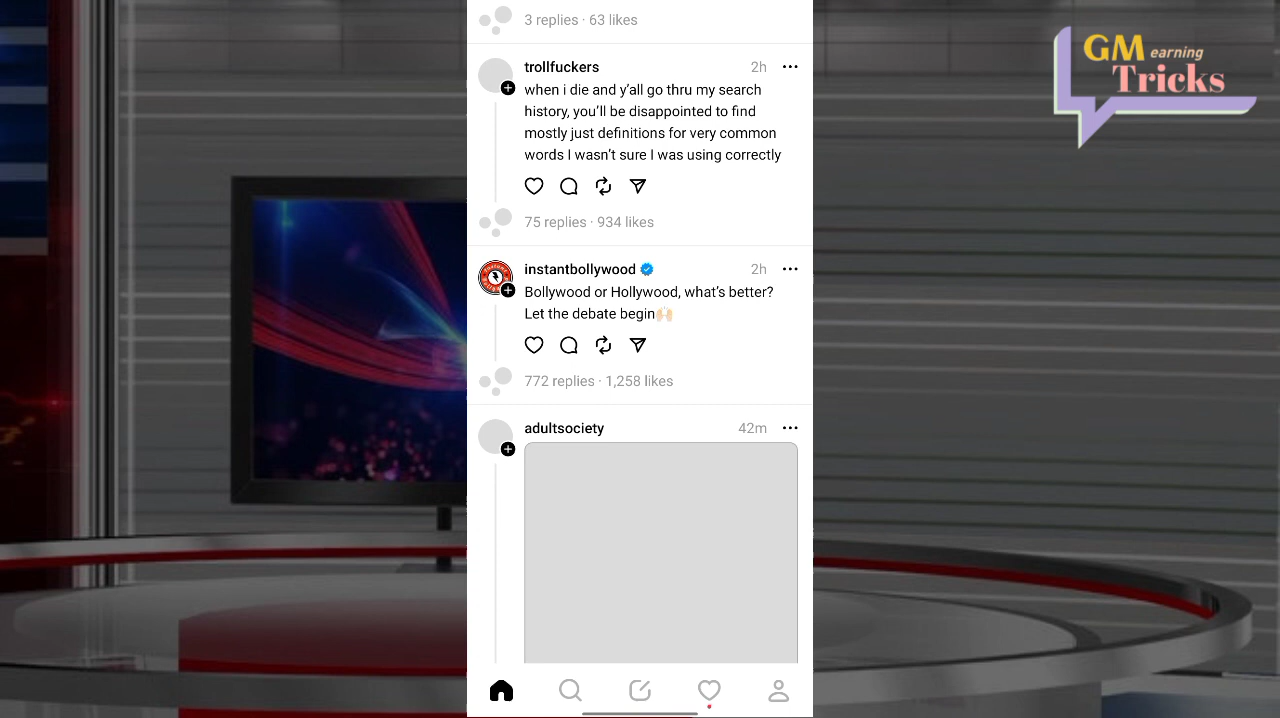 3 replies · 63 likes
trollfuckers 2h
when i die and y’all go thru my search
history, you’ll be disappointed to find
mostly just definitions for very common
words I wasn’t sure I was using correctly
75 replies · 934 likes
instantbollywood 2h
Bollywood or Hollywood, what’s better?
Let the debate begin🙌🏻
772 replies · 1,258 likes
adultsociety 42m
GM earning
Tricks